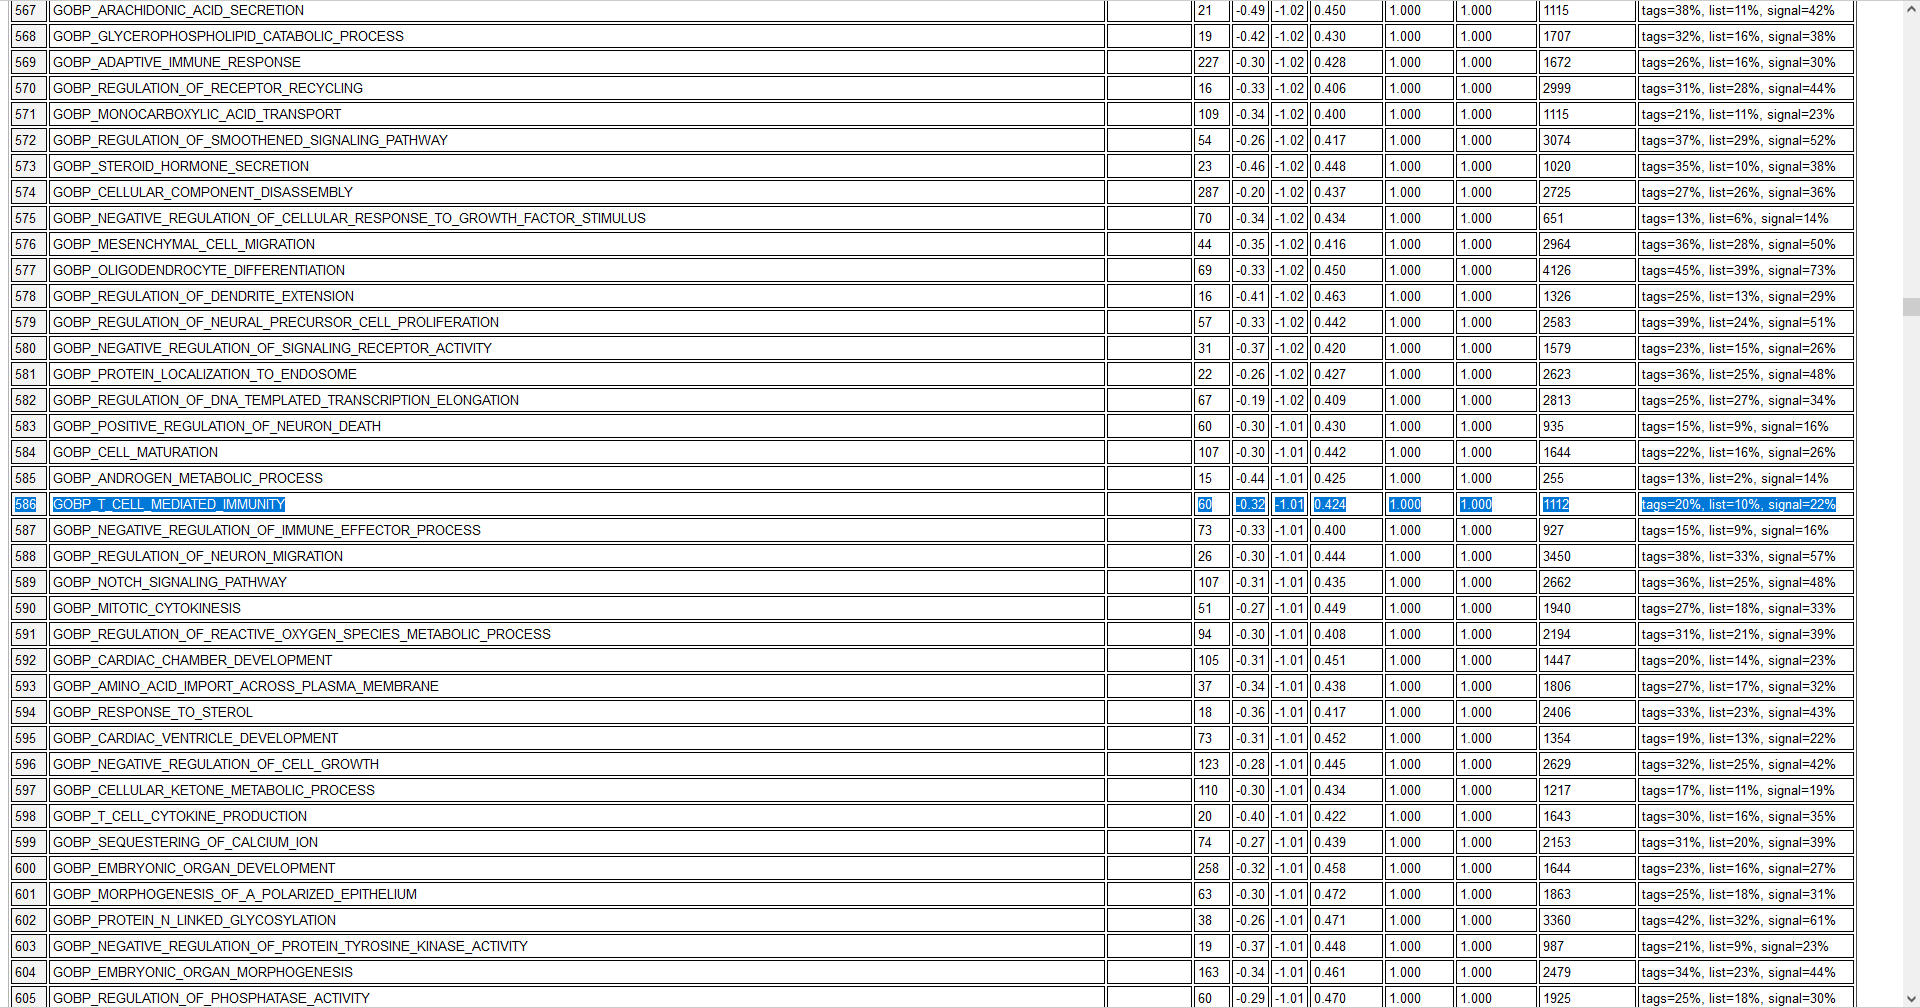 567 GOBP_ARACHIDONIC_ACID_SECRETION 21 -0.49 -1.02 0.450 1.000 1.000 1115 tags=38%, list=11%, signal=42%
568 GOBP_GLYCEROPHOSPHOLIPID_CATABOLIC_PROCESS 19 -0.42 -1.02 0.430 1.000 1.000 1707 tags=32%, list=16%, signal=38%
569 GOBP_ADAPTIVE_IMMUNE_RESPONSE 227 -0.30 -1.02 0.428 1.000 1.000 1672 tags=26%, list=16%, signal=30%
570 GOBP_REGULATION_OF_RECEPTOR_RECYCLING 16 -0.33 -1.02 0.406 1.000 1.000 2999 tags=31%, list=28%, signal=44%
571 GOBP_MONOCARBOXYLIC_ACID_TRANSPORT 109 -0.34 -1.02 0.400 1.000 1.000 1115 tags=21%, list=11%, signal=23%
572 GOBP_REGULATION_OF_SMOOTHENED_SIGNALING_PATHWAY 54 -0.26 -1.02 0.417 1.000 1.000 3074 tags=37%, list=29%, signal=52%
573 GOBP_STEROID_HORMONE_SECRETION 23 -0.46 -1.02 0.448 1.000 1.000 1020 tags=35%, list=10%, signal=38%
574 GOBP_CELLULAR_COMPONENT_DISASSEMBLY 287 -0.20 -1.02 0.437 1.000 1.000 2725 tags=27%, list=26%, signal=36%
575 GOBP_NEGATIVE_REGULATION_OF_CELLULAR_RESPONSE_TO_GROWTH_FACTOR_STIMULUS 70 -0.34 -1.02 0.434 1.000 1.000 651 tags=13%, list=6%, signal=14%
576 GOBP_MESENCHYMAL_CELL_MIGRATION 44 -0.35 -1.02 0.416 1.000 1.000 2964 tags=36%, list=28%, signal=50%
577 GOBP_OLIGODENDROCYTE_DIFFERENTIATION 69 -0.33 -1.02 0.450 1.000 1.000 4126 tags=45%, list=39%, signal=73%
578 GOBP_REGULATION_OF_DENDRITE_EXTENSION 16 -0.41 -1.02 0.463 1.000 1.000 1326 tags=25%, list=13%, signal=29%
579 GOBP_REGULATION_OF_NEURAL_PRECURSOR_CELL_PROLIFERATION 57 -0.33 -1.02 0.442 1.000 1.000 2583 tags=39%, list=24%, signal=51%
580 GOBP_NEGATIVE_REGULATION_OF_SIGNALING_RECEPTOR_ACTIVITY 31 -0.37 -1.02 0.420 1.000 1.000 1579 tags=23%, list=15%, signal=26%
581 GOBP_PROTEIN_LOCALIZATION_TO_ENDOSOME 22 -0.26 -1.02 0.427 1.000 1.000 2623 tags=36%, list=25%, signal=48%
582 GOBP_REGULATION_OF_DNA_TEMPLATED_TRANSCRIPTION_ELONGATION 67 -0.19 -1.02 0.409 1.000 1.000 2813 tags=25%, list=27%, signal=34%
583 GOBP_POSITIVE_REGULATION_OF_NEURON_DEATH 60 -0.30 -1.01 0.430 1.000 1.000 935 tags=15%, list=9%, signal=16%
584 GOBP_CELL_MATURATION 107 -0.30 -1.01 0.442 1.000 1.000 1644 tags=22%, list=16%, signal=26%
585 GOBP_ANDROGEN_METABOLIC_PROCESS 15 -0.44 -1.01 0.425 1.000 1.000 255 tags=13%, list=2%, signal=14%
586 GOBP_T_CELL_MEDIATED_IMMUNITY 60 -0.32 -1.01 0.424 1.000 1.000 1112 tags=20%, list=10%, signal=22%
587 GOBP_NEGATIVE_REGULATION_OF_IMMUNE_EFFECTOR_PROCESS 73 -0.33 -1.01 0.400 1.000 1.000 927 tags=15%, list=9%, signal=16%
588 GOBP_REGULATION_OF_NEURON_MIGRATION 26 -0.30 -1.01 0.444 1.000 1.000 3450 tags=38%, list=33%, signal=57%
589 GOBP_NOTCH_SIGNALING_PATHWAY 107 -0.31 -1.01 0.435 1.000 1.000 2662 tags=36%, list=25%, signal=48%
590 GOBP_MITOTIC_CYTOKINESIS 51 -0.27 -1.01 0.449 1.000 1.000 1940 tags=27%, list=18%, signal=33%
591 GOBP_REGULATION_OF_REACTIVE_OXYGEN_SPECIES_METABOLIC_PROCESS 94 -0.30 -1.01 0.408 1.000 1.000 2194 tags=31%, list=21%, signal=39%
592 GOBP_CARDIAC_CHAMBER_DEVELOPMENT 105 -0.31 -1.01 0.451 1.000 1.000 1447 tags=20%, list=14%, signal=23%
593 GOBP_AMINO_ACID_IMPORT_ACROSS_PLASMA_MEMBRANE 37 -0.34 -1.01 0.438 1.000 1.000 1806 tags=27%, list=17%, signal=32%
594 GOBP_RESPONSE_TO_STEROL 18 -0.36 -1.01 0.417 1.000 1.000 2406 tags=33%, list=23%, signal=43%
595 GOBP_CARDIAC_VENTRICLE_DEVELOPMENT 73 -0.31 -1.01 0.452 1.000 1.000 1354 tags=19%, list=13%, signal=22%
596 GOBP_NEGATIVE_REGULATION_OF_CELL_GROWTH 123 -0.28 -1.01 0.445 1.000 1.000 2629 tags=32%, list=25%, signal=42%
597 GOBP_CELLULAR_KETONE_METABOLIC_PROCESS 110 -0.30 -1.01 0.434 1.000 1.000 1217 tags=17%, list=11%, signal=19%
598 GOBP_T_CELL_CYTOKINE_PRODUCTION 20 -0.40 -1.01 0.422 1.000 1.000 1643 tags=30%, list=16%, signal=35%
599 GOBP_SEQUESTERING_OF_CALCIUM_ION 74 -0.27 -1.01 0.439 1.000 1.000 2153 tags=31%, list=20%, signal=39%
600 GOBP_EMBRYONIC_ORGAN_DEVELOPMENT 258 -0.32 -1.01 0.458 1.000 1.000 1644 tags=23%, list=16%, signal=27%
601 GOBP_MORPHOGENESIS_OF_A_POLARIZED_EPITHELIUM 63 -0.30 -1.01 0.472 1.000 1.000 1863 tags=25%, list=18%, signal=31%
602 GOBP_PROTEIN_N_LINKED_GLYCOSYLATION 38 -0.26 -1.01 0.471 1.000 1.000 3360 tags=42%, list=32%, signal=61%
603 GOBP_NEGATIVE_REGULATION_OF_PROTEIN_TYROSINE_KINASE_ACTIVITY 19 -0.37 -1.01 0.448 1.000 1.000 987 tags=21%, list=9%, signal=23%
604 GOBP_EMBRYONIC_ORGAN_MORPHOGENESIS 163 -0.34 -1.01 0.461 1.000 1.000 2479 tags=34%, list=23%, signal=44%
605 GOBP_REGULATION_OF_PHOSPHATASE_ACTIVITY 60 -0.29 -1.01 0.470 1.000 1.000 1925 tags=25%, list=18%, signal=30%